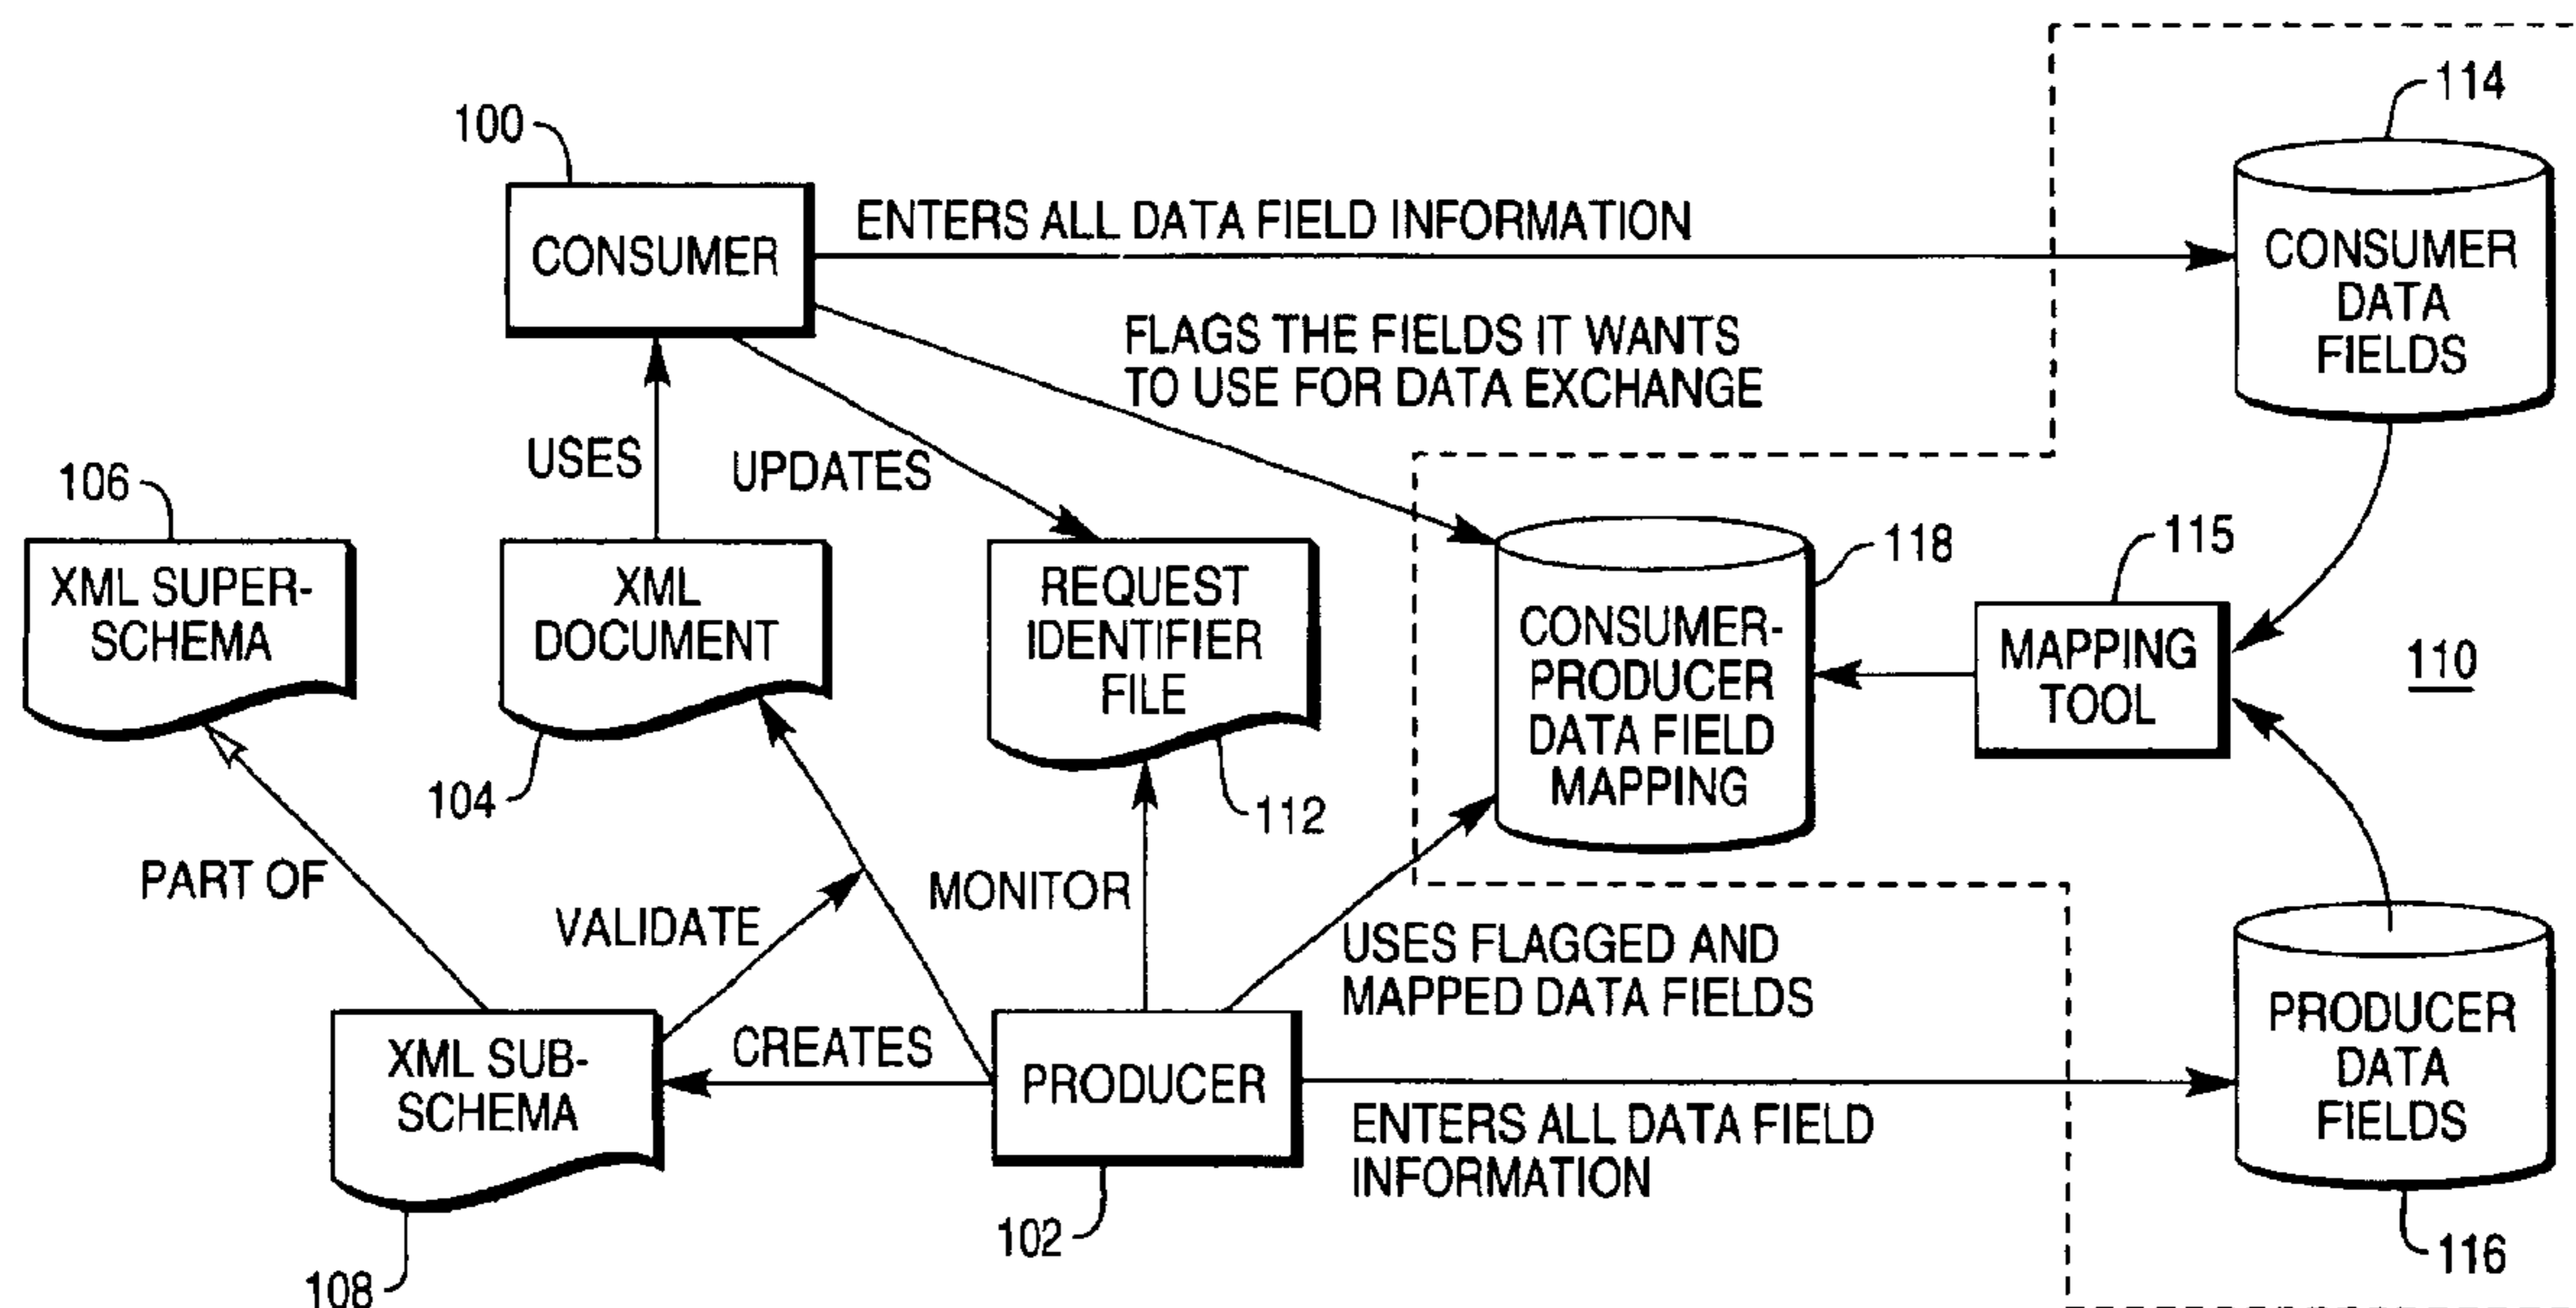 114
100
CONSUMER
ENTERS ALL DATA FIELD INFORMATION
CONSUMER
DATA
FIELDS
FLAGS THE FIELDS IT WANTS
TO USE FOR DATA EXCHANGE
USES
UPDATES
106
XML SUPER-
SCHEMA
XML
DOCUMENT
104
REQUEST
IDENTIFIER
FILE
112
118
CONSUMER-
PRODUCER
DATA FIELD
MAPPING
115
MAPPING
TOOL
110
PART OF
VALIDATE
MONITOR
USES FLAGGED AND
MAPPED DATA FIELDS
XML SUB-
SCHEMA
108
CREATES
PRODUCER
102
ENTERS ALL DATA FIELD
INFORMATION
PRODUCER
DATA
FIELDS
116